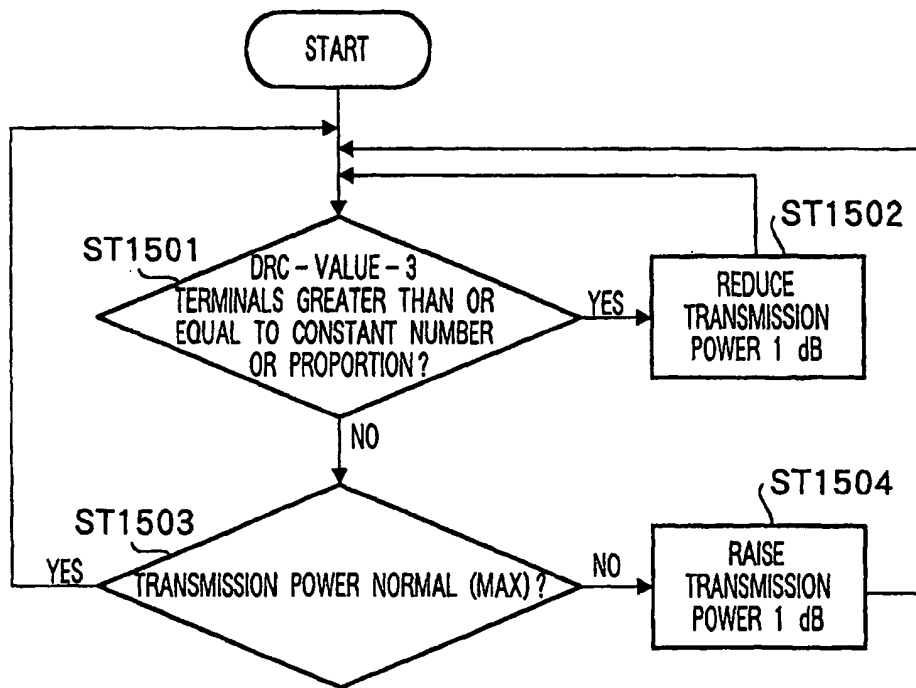 START
ST1501
DRC-VALUE-3
TERMINALS GREATER THAN OR
EQUAL TO CONSTANT NUMBER
OR PROPORTION?
YES
ST1502
REDUCE
TRANSMISSION
POWER 1 dB
NO
ST1503
TRANSMISSION POWER NORMAL (MAX)?
YES
NO
ST1504
RAISE
TRANSMISSION
POWER 1 dB